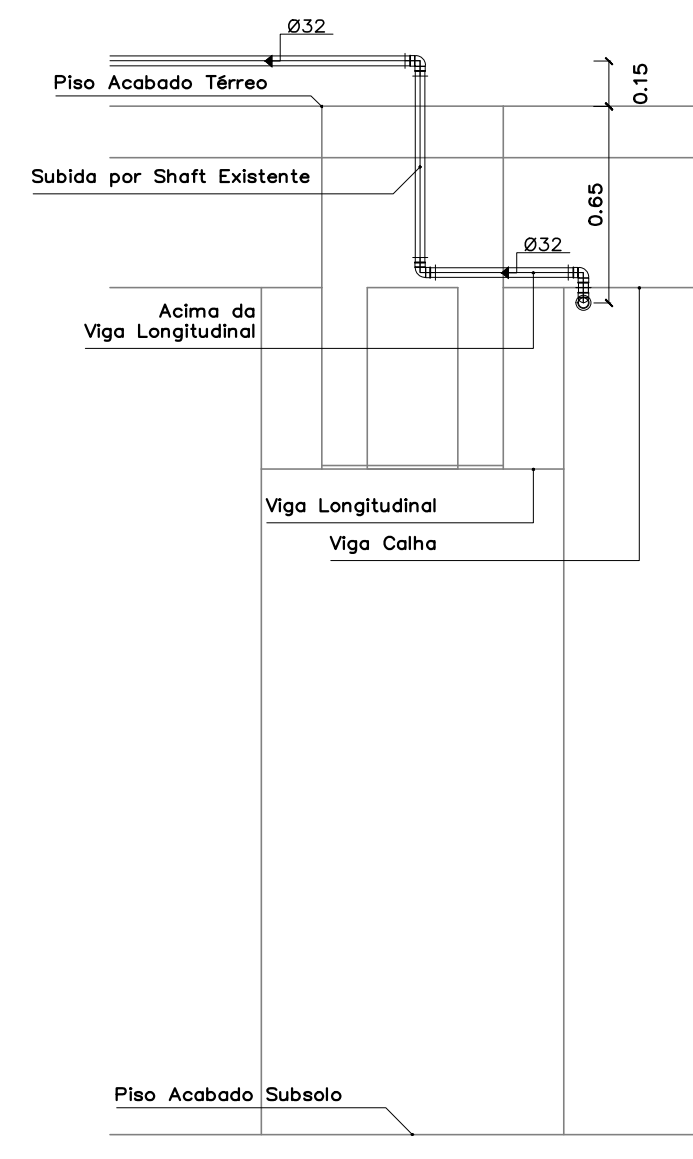 Ø32
Piso Acabado Térreo
0.15
Subida por Shaft Existente
0.65
Ø32
Acima da
Viga Longitudinal
Viga Longitudinal
Viga Calha
Piso Acabado Subsolo